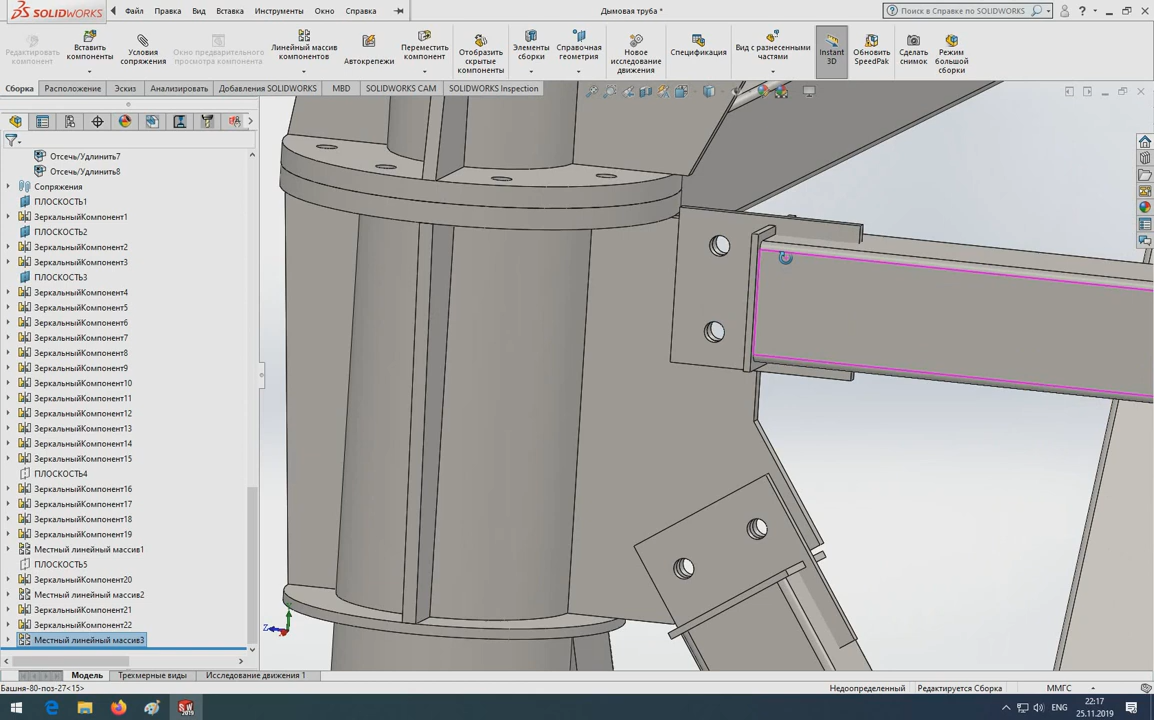 SOLIDWORKS
Файл
Правка
Вид
Вставка
Инструменты
Окно
Справка
Дымовая труба *
Поиск в Справке по SOLIDWORKS
Редактировать компонент
Вставить компоненты
Условия сопряжения
Окно предварительного просмотра компонента
Линейный массив компонентов
Автокрепежи
Переместить компонент
Отобразить скрытые компоненты
Элементы сборки
Справочная геометрия
Новое исследование движения
Спецификация
Вид с разнесенными частями
Instant 3D
Обновить SpeedPak
Сделать снимок
Режим большой сборки
Сборка
Расположение
Эскиз
Анализировать
Добавления SOLIDWORKS
MBD
SOLIDWORKS CAM
SOLIDWORKS Inspection
Отсечь/Удлинить7
Отсечь/Удлинить8
Сопряжения
ПЛОСКОСТЬ1
ЗеркальныйКомпонент1
ПЛОСКОСТЬ2
ЗеркальныйКомпонент2
ЗеркальныйКомпонент3
ПЛОСКОСТЬ3
ЗеркальныйКомпонент4
ЗеркальныйКомпонент5
ЗеркальныйКомпонент6
ЗеркальныйКомпонент7
ЗеркальныйКомпонент8
ЗеркальныйКомпонент9
ЗеркальныйКомпонент10
ЗеркальныйКомпонент11
ЗеркальныйКомпонент12
ЗеркальныйКомпонент13
ЗеркальныйКомпонент14
ЗеркальныйКомпонент15
ПЛОСКОСТЬ4
ЗеркальныйКомпонент16
ЗеркальныйКомпонент17
ЗеркальныйКомпонент18
ЗеркальныйКомпонент19
Местный линейный массив1
ПЛОСКОСТЬ5
ЗеркальныйКомпонент20
Местный линейный массив2
ЗеркальныйКомпонент21
ЗеркальныйКомпонент22
Местный линейный массив3
Z
Модель
Трехмерные виды
Исследование движения 1
Башня-80-поз-27<15>
Недоопределенный
Редактируется Сборка
ММГС
ENG
22:17
25.11.2019